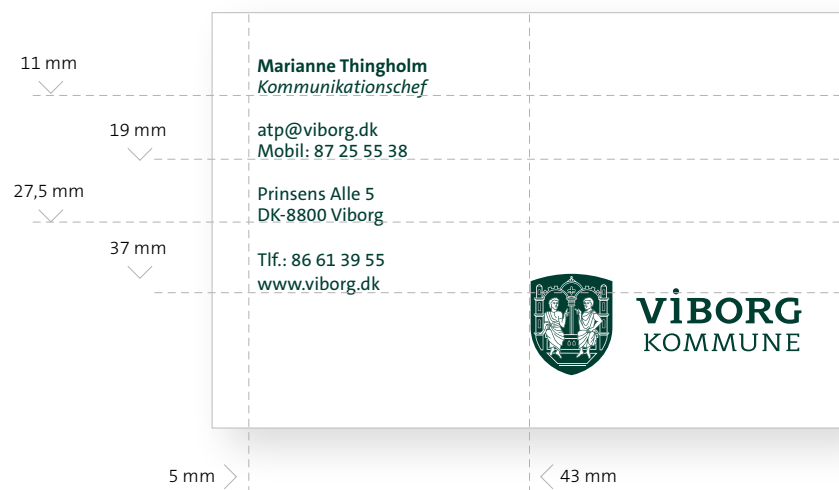 11 mm
Marianne Thingholm
Kommunikationschef
19 mm
atp@viborg.dk
Mobil: 87 25 55 38
27,5 mm
Prinsens Alle 5
DK-8800 Viborg
37 mm
Tlf.: 86 61 39 55
www.viborg.dk
VIBORG
KOMMUNE
5 mm
43 mm